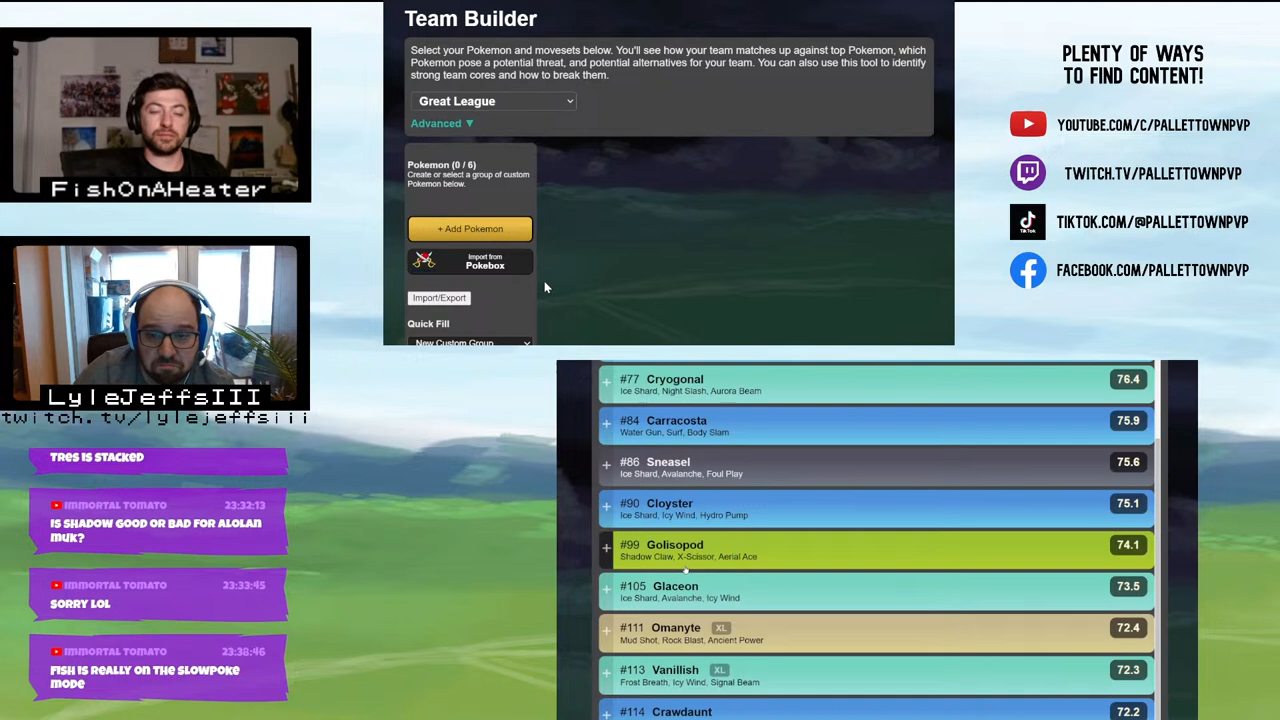 FishOnAHeater
LyleJeffsIII
twitch.tv/lylejeffsiii
TRES IS STACKED
IMMORTAL TOMATO 23:32:13
IS SHADOW GOOD OR BAD FOR ALOLAN
MUK?
IMMORTAL TOMATO 23:33:45
SORRY LOL
IMMORTAL TOMATO 23:38:46
FISH IS REALLY ON THE SLOWPOKE
MODE
Team Builder
Select your Pokemon and movesets below. You'll see how your team matches up against top Pokemon, which
Pokemon pose a potential threat, and potential alternatives for your team. You can also use this tool to identify
strong team cores and how to break them.
Great League
Advanced ▼
Pokemon (0 / 6)
Create or select a group of custom
Pokemon below.
+ Add Pokemon
Import from
Pokebox
Import/Export
Quick Fill
New Custom Group
#77 Cryogonal 76.4
Ice Shard, Night Slash, Aurora Beam
#84 Carracosta 75.9
Water Gun, Surf, Body Slam
#86 Sneasel 75.6
Ice Shard, Avalanche, Foul Play
#90 Cloyster 75.1
Ice Shard, Icy Wind, Hydro Pump
#99 Golisopod 74.1
Shadow Claw, X-Scissor, Aerial Ace
#105 Glaceon 73.5
Ice Shard, Avalanche, Icy Wind
#111 Omanyte XL 72.4
Mud Shot, Rock Blast, Ancient Power
#113 Vanillish XL 72.3
Frost Breath, Icy Wind, Signal Beam
#114 Crawdaunt 72.2
PLENTY OF WAYS
TO FIND CONTENT!
YOUTUBE.COM/C/PALLETTOWNPVP
TWITCH.TV/PALLETTOWNPVP
TikTok
TIKTOK.COM/@PALLETTOWNPVP
FACEBOOK.COM/PALLETTOWNPVP